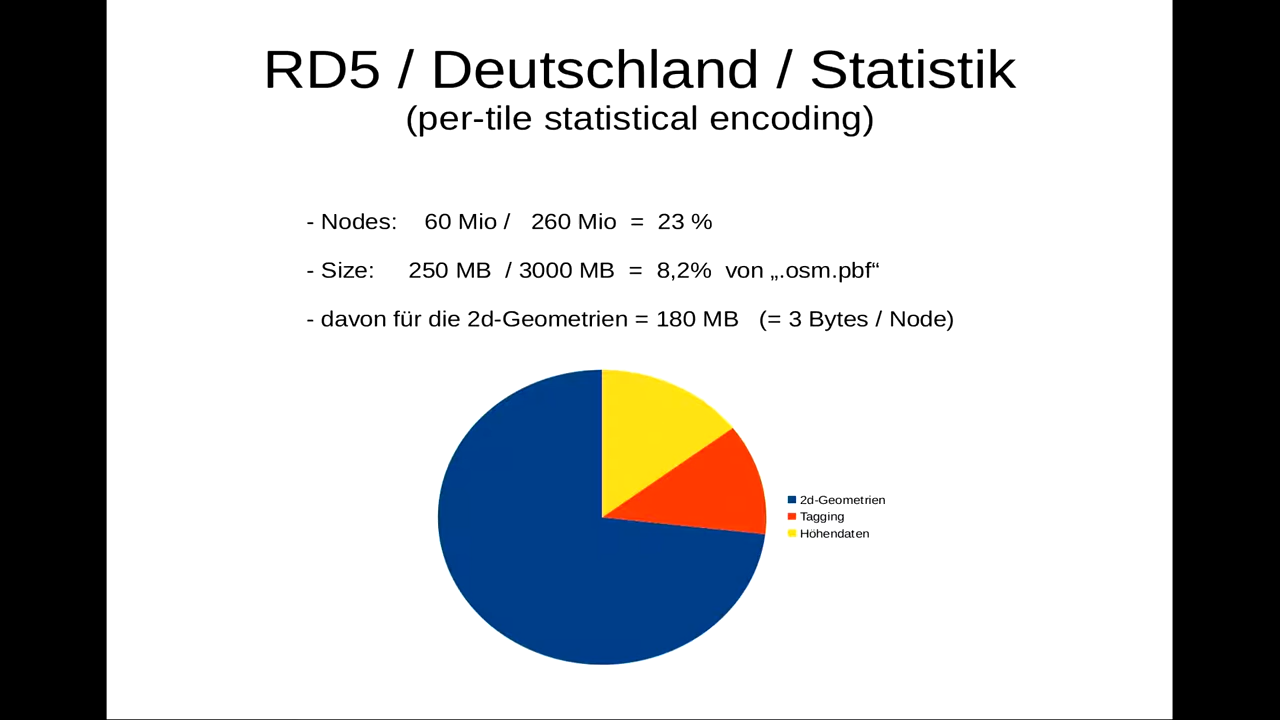 RD5 / Deutschland / Statistik
(per-tile statistical encoding)
- Nodes: 60 Mio / 260 Mio = 23 %
- Size: 250 MB / 3000 MB = 8,2% von „.osm.pbf“
- davon für die 2d-Geometrien = 180 MB (= 3 Bytes / Node)
2d-Geometrien
Tagging
Höhendaten